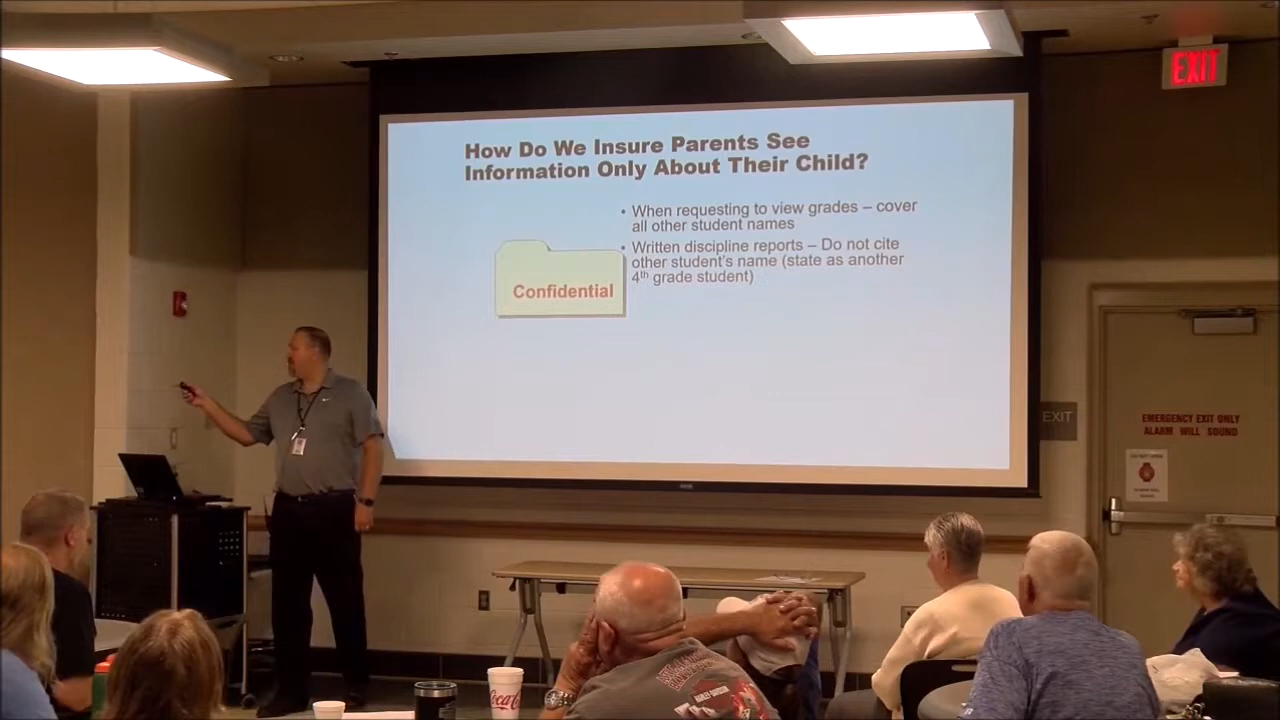 EXIT
How Do We Insure Parents See
Information Only About Their Child?
• When requesting to view grades – cover
all other student names
• Written discipline reports – Do not cite
other student's name (state as another
4th grade student)
Confidential
EXIT
EMERGENCY EXIT ONLY
ALARM WILL SOUND
Coca-Cola
HARLEY-DAVIDSON